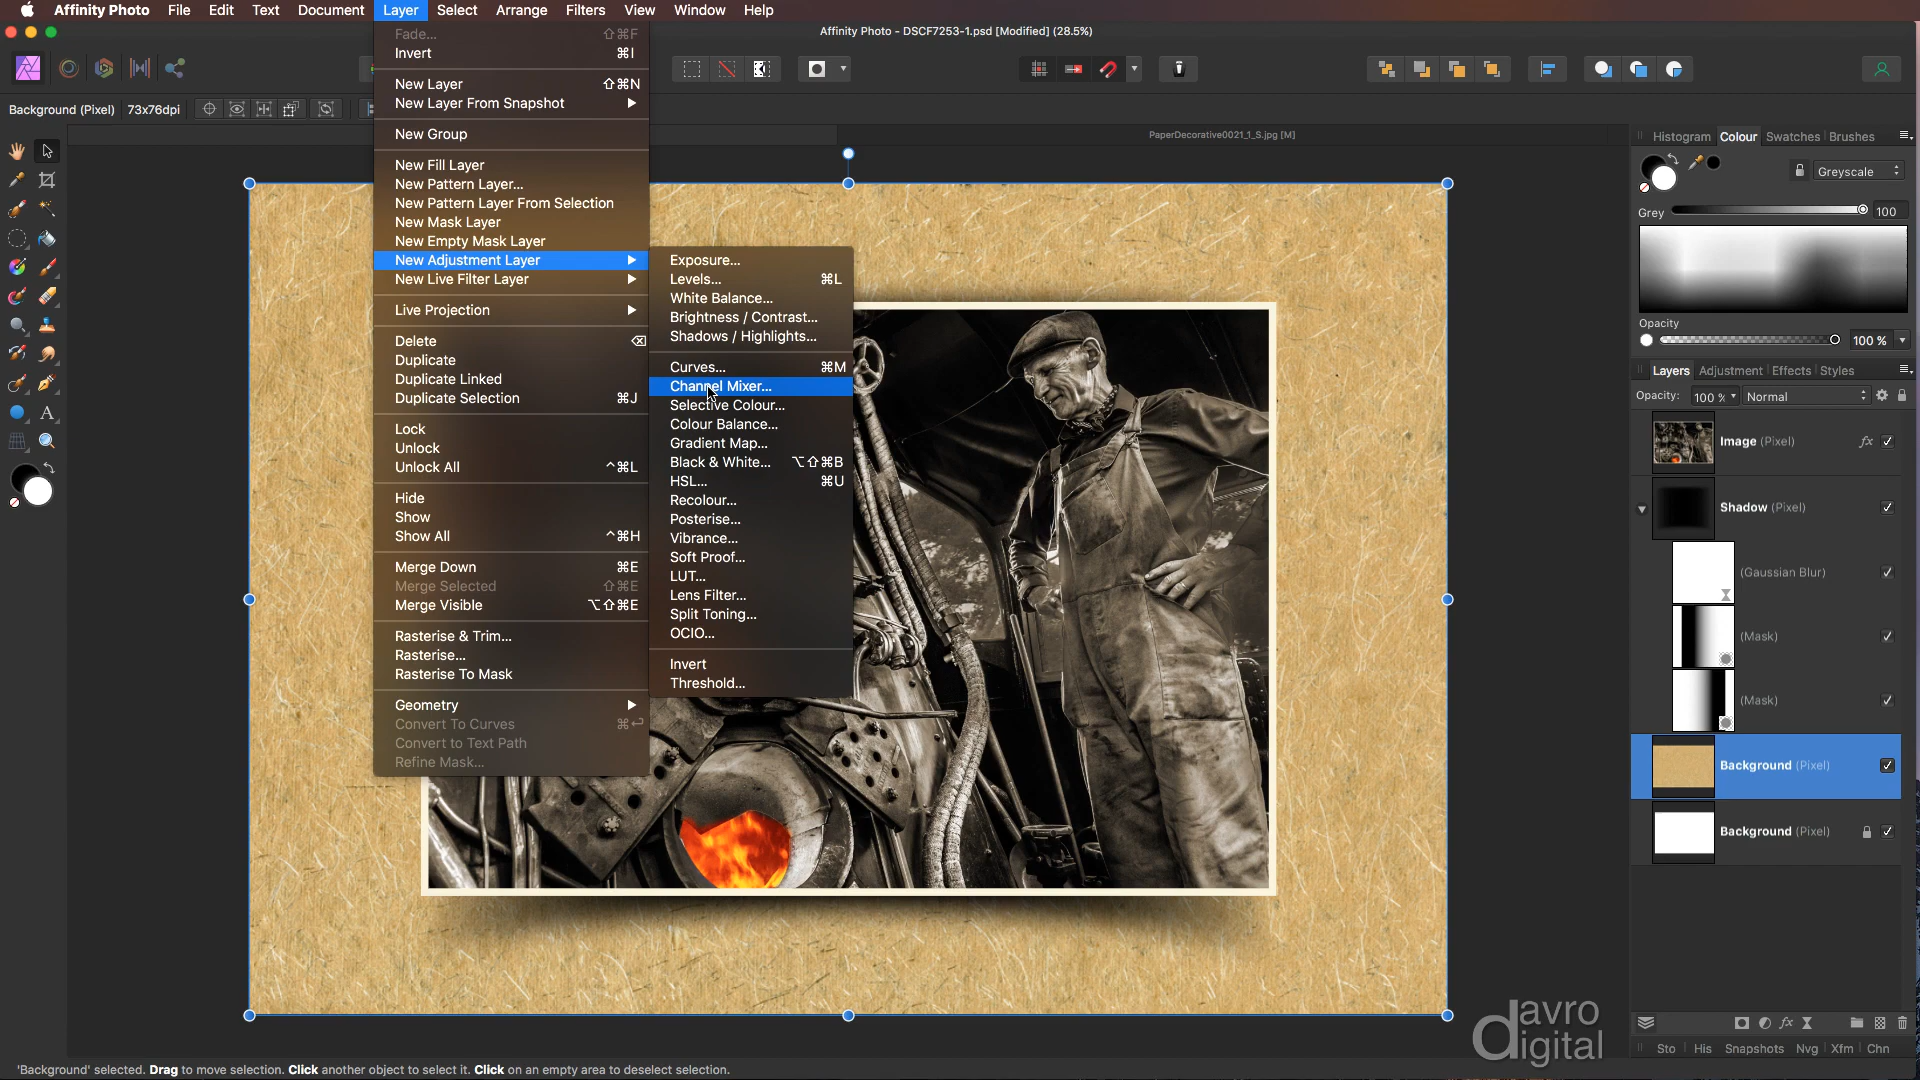 Affinity Photo File Edit Text Document Layer Select Arrange Filters View Window Help
Affinity Photo - DSCF7253-1.psd [Modified] (28.5%)
Background (Pixel) 73x76dpi
PaperDecorative0021_1_S.jpg [M]
Fade... ⇧⌘F
Invert ⌘I
New Layer ⇧⌘N
New Layer From Snapshot
New Group
New Fill Layer
New Pattern Layer...
New Pattern Layer From Selection
New Mask Layer
New Empty Mask Layer
New Adjustment Layer
New Live Filter Layer
Live Projection
Delete ⌫
Duplicate
Duplicate Linked
Duplicate Selection ⌘J
Lock
Unlock
Unlock All ^⌘L
Hide
Show
Show All ^⌘H
Merge Down ⌘E
Merge Selected ⇧⌘E
Merge Visible ⌥⇧⌘E
Rasterise & Trim...
Rasterise...
Rasterise To Mask
Geometry
Convert To Curves ⌘↩
Convert to Text Path
Refine Mask...
Exposure...
Levels... ⌘L
White Balance...
Brightness / Contrast...
Shadows / Highlights...
Curves... ⌘M
Channel Mixer...
Selective Colour...
Colour Balance...
Gradient Map...
Black & White... ⌥⇧⌘B
HSL... ⌘U
Recolour...
Posterise...
Vibrance...
Soft Proof...
LUT...
Lens Filter...
Split Toning...
OCIO...
Invert
Threshold...
Histogram Colour Swatches Brushes
Greyscale
Grey 100
Opacity
100 %
Layers Adjustment Effects Styles
Opacity: 100 % Normal
Image (Pixel) fx
Shadow (Pixel)
(Gaussian Blur)
(Mask)
(Mask)
Background (Pixel)
Background (Pixel)
fx
Sto His Snapshots Nvg Xfm Chn
davro
digital
'Background' selected. Drag to move selection. Click another object to select it. Click on an empty area to deselect selection.